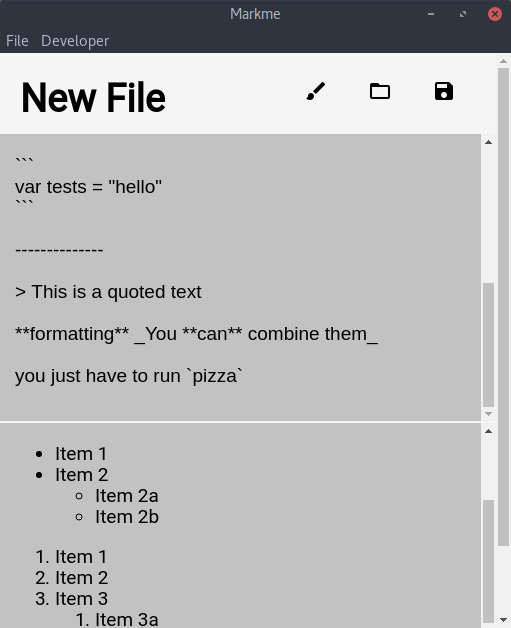 Markme
File Developer
New File
```
var tests = "hello"
```
--------------
> This is a quoted text
**formatting** _You **can** combine them_
you just have to run `pizza`
• Item 1
• Item 2
◦ Item 2a
◦ Item 2b
1. Item 1
2. Item 2
3. Item 3
1. Item 3a